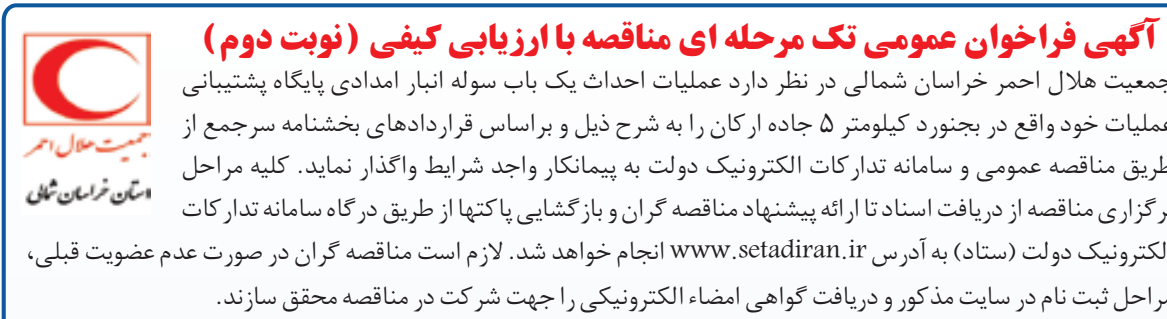 آگهی فراخوان عمومی تک مرحله ای مناقصه با ارزیابی کیفی (نوبت دوم)
جمعیت هلال احمر خراسان شمالی در نظر دارد عملیات احداث یک باب سوله انبار امدادی پایگاه پشتیبانی
عملیات خود واقع در بجنورد کیلومتر ۵ جاده ارکان را به شرح ذیل و براساس قراردادهای بخشنامه سرجمع از
طریق مناقصه عمومی و سامانه تدارکات الکترونیک دولت به پیمانکار واجد شرایط واگذار نماید. کلیه مراحل
برگزاری مناقصه از دریافت اسناد تا ارائه پیشنهاد مناقصه گران و بازگشایی پاکتها از طریق درگاه سامانه تدارکات
الکترونیک دولت (ستاد) به آدرس www.setadiran.ir انجام خواهد شد. لازم است مناقصه گران در صورت عدم عضویت قبلی،
مراحل ثبت نام در سایت مذکور و دریافت گواهی امضاء الکترونیکی را جهت شرکت در مناقصه محقق سازند.
جمعیت هلال احمر
استان خراسان شمالی